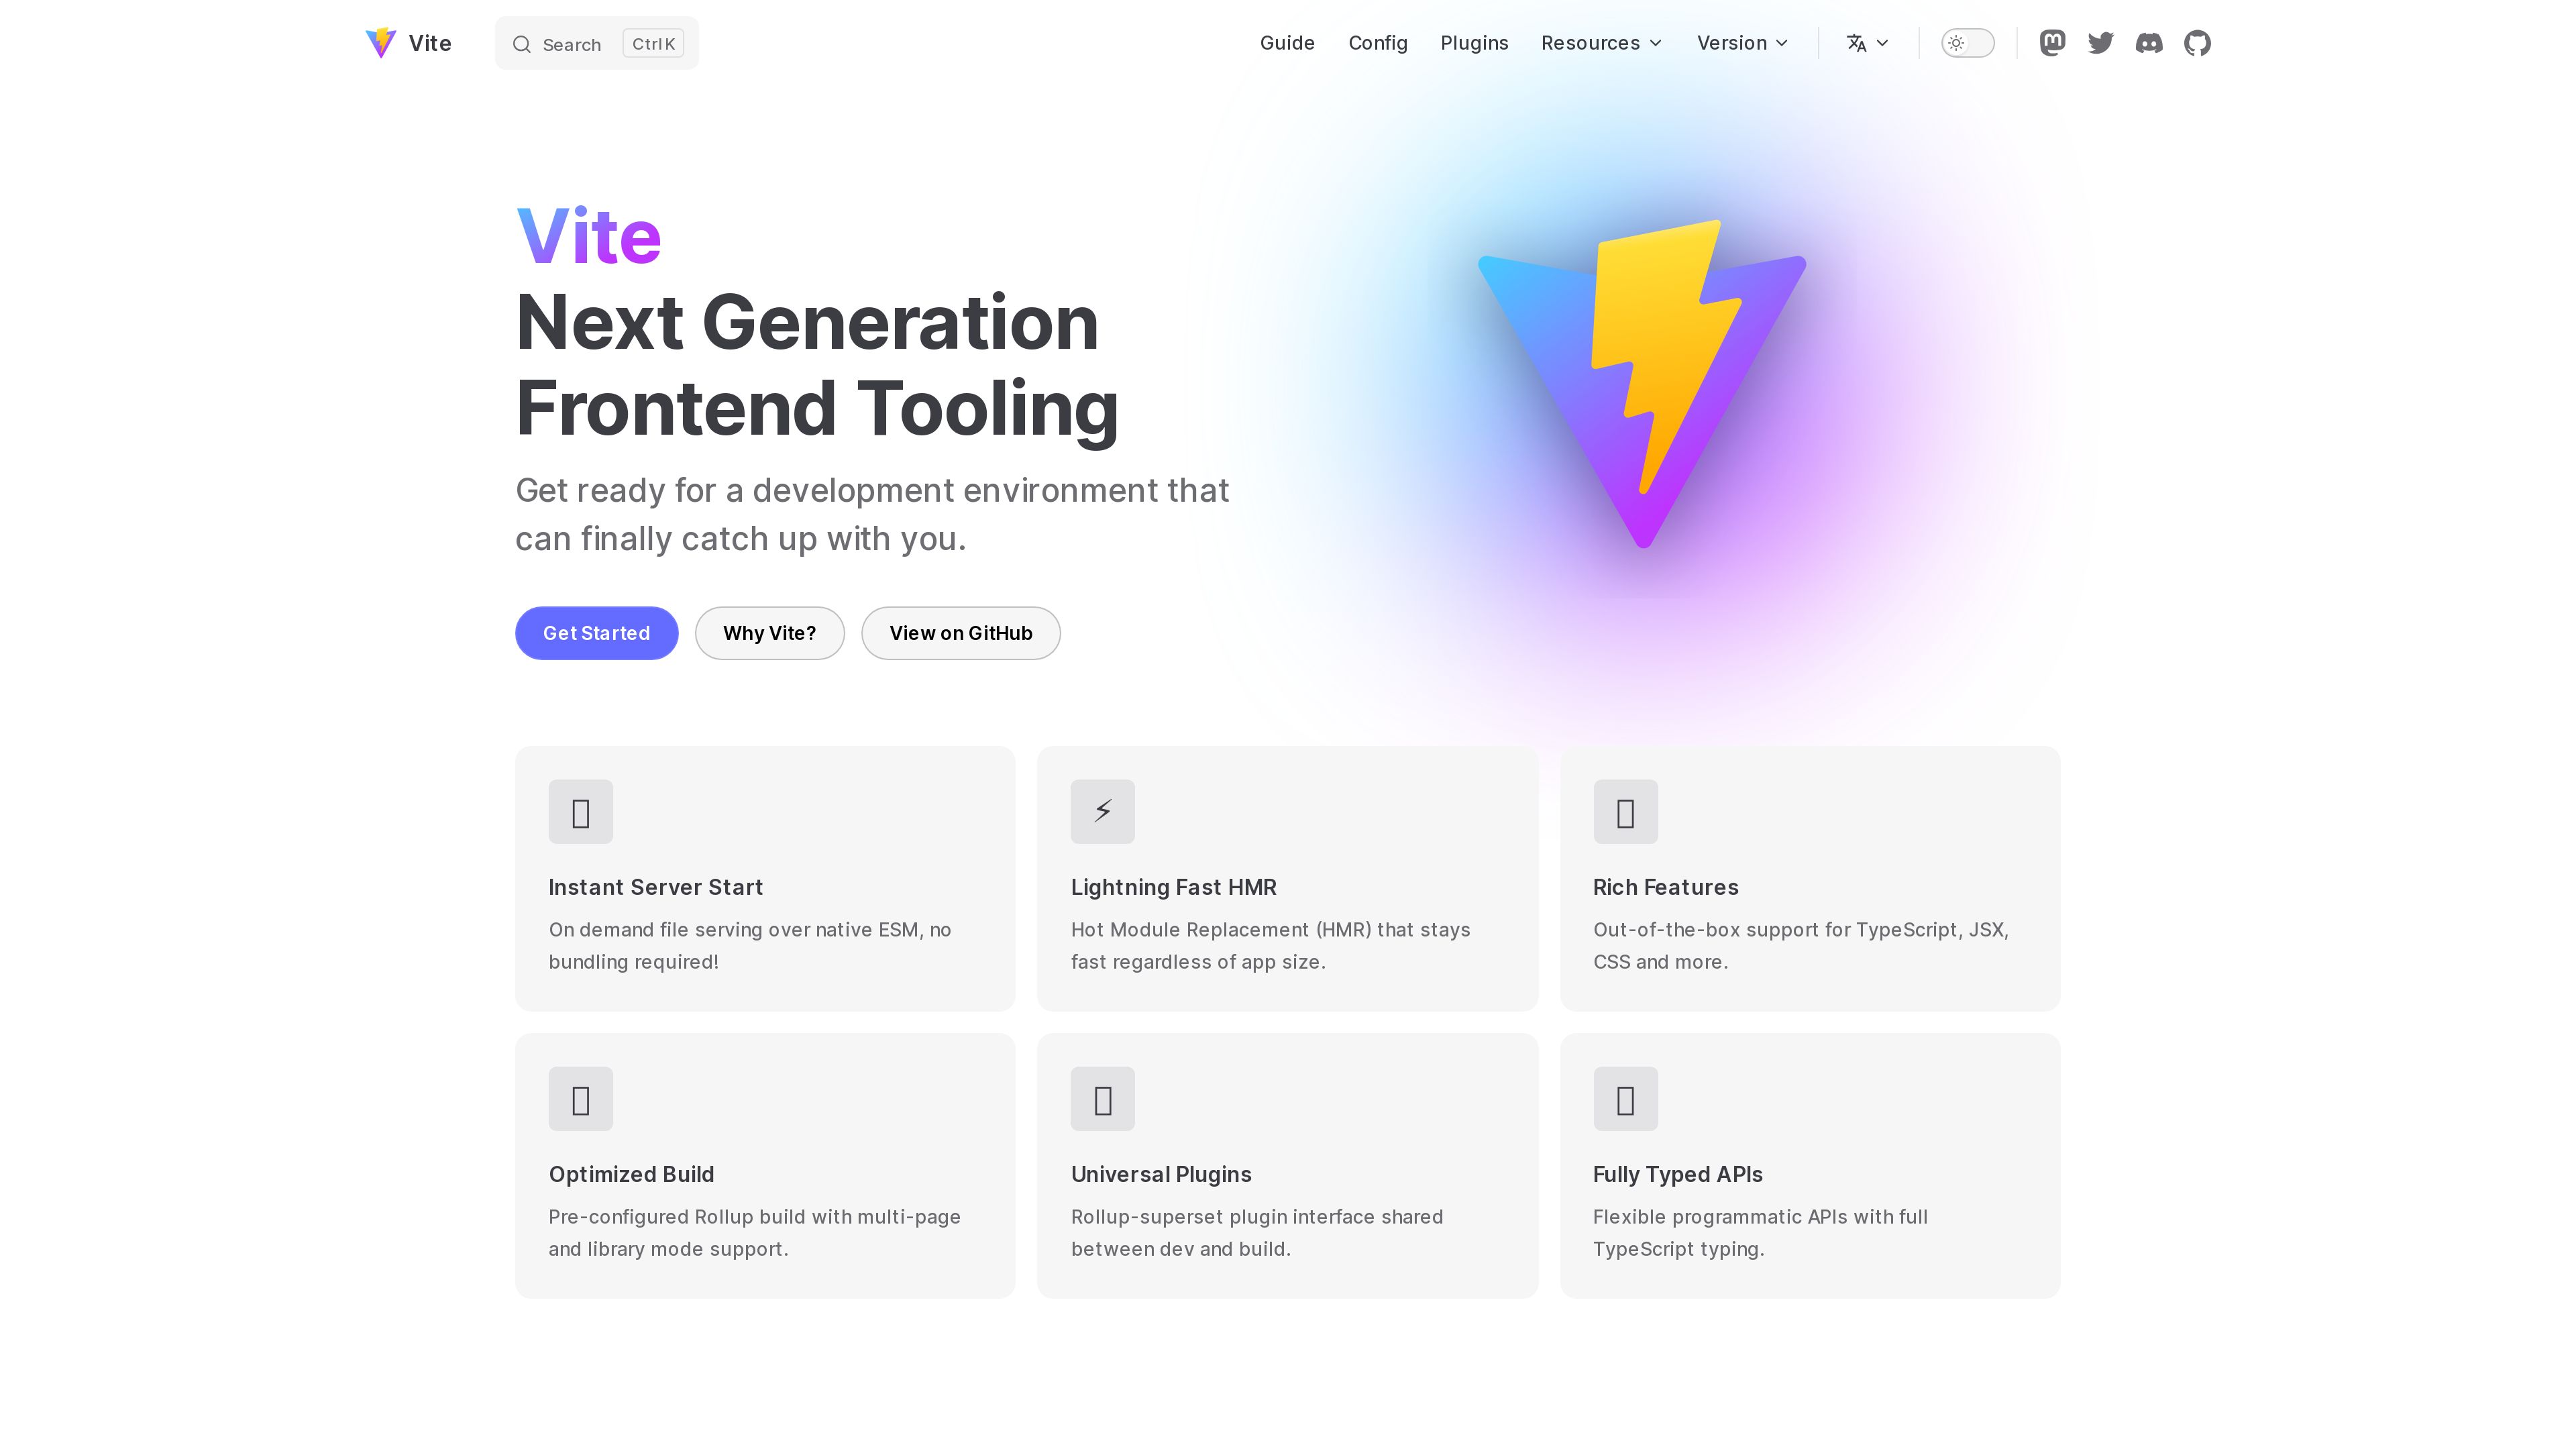 Vite
Search Ctrl K
Guide Config Plugins Resources Version
Vite
Next Generation
Frontend Tooling
Get ready for a development environment that
can finally catch up with you.
Get Started
Why Vite?
View on GitHub
Instant Server Start
On demand file serving over native ESM, no
bundling required!
⚡
Lightning Fast HMR
Hot Module Replacement (HMR) that stays
fast regardless of app size.
Rich Features
Out-of-the-box support for TypeScript, JSX,
CSS and more.
Optimized Build
Pre-configured Rollup build with multi-page
and library mode support.
Universal Plugins
Rollup-superset plugin interface shared
between dev and build.
Fully Typed APIs
Flexible programmatic APIs with full
TypeScript typing.